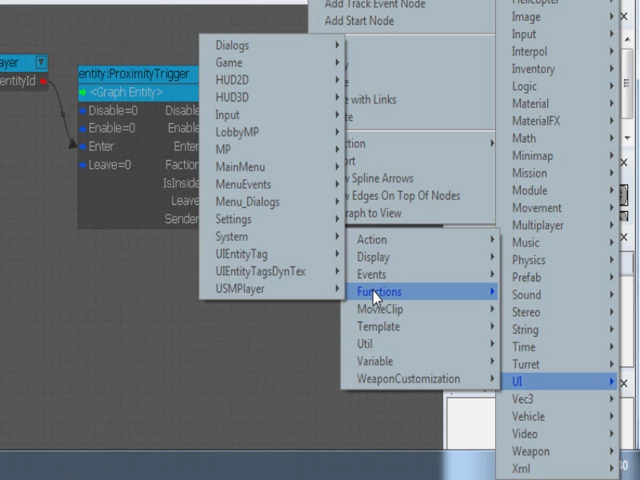 Add Track Event Node
Add Start Node
e with Links
te
ction
ort
w Spline Arrows
w Edges On Top Of Nodes
raph to View
ayer
entityId
entity:ProximityTrigger
<Graph Entity>
Disable=0
Disable
Enable=0
Enable
Enter
Enter
Leave=0
Faction
IsInside
Leave
Sender
Dialogs
Game
HUD2D
HUD3D
Input
LobbyMP
MP
MainMenu
MenuEvents
Menu_Dialogs
Settings
System
UIEntityTag
UIEntityTagsDynTex
USMPlayer
Action
Display
Events
Functions
MovieClip
Template
Util
Variable
WeaponCustomization
Helicopter
Image
Input
Interpol
Inventory
Logic
Material
MaterialFX
Math
Minimap
Mission
Module
Movement
Multiplayer
Music
Physics
Prefab
Sound
Stereo
String
Time
Turret
UI
Vec3
Vehicle
Video
Weapon
Xml